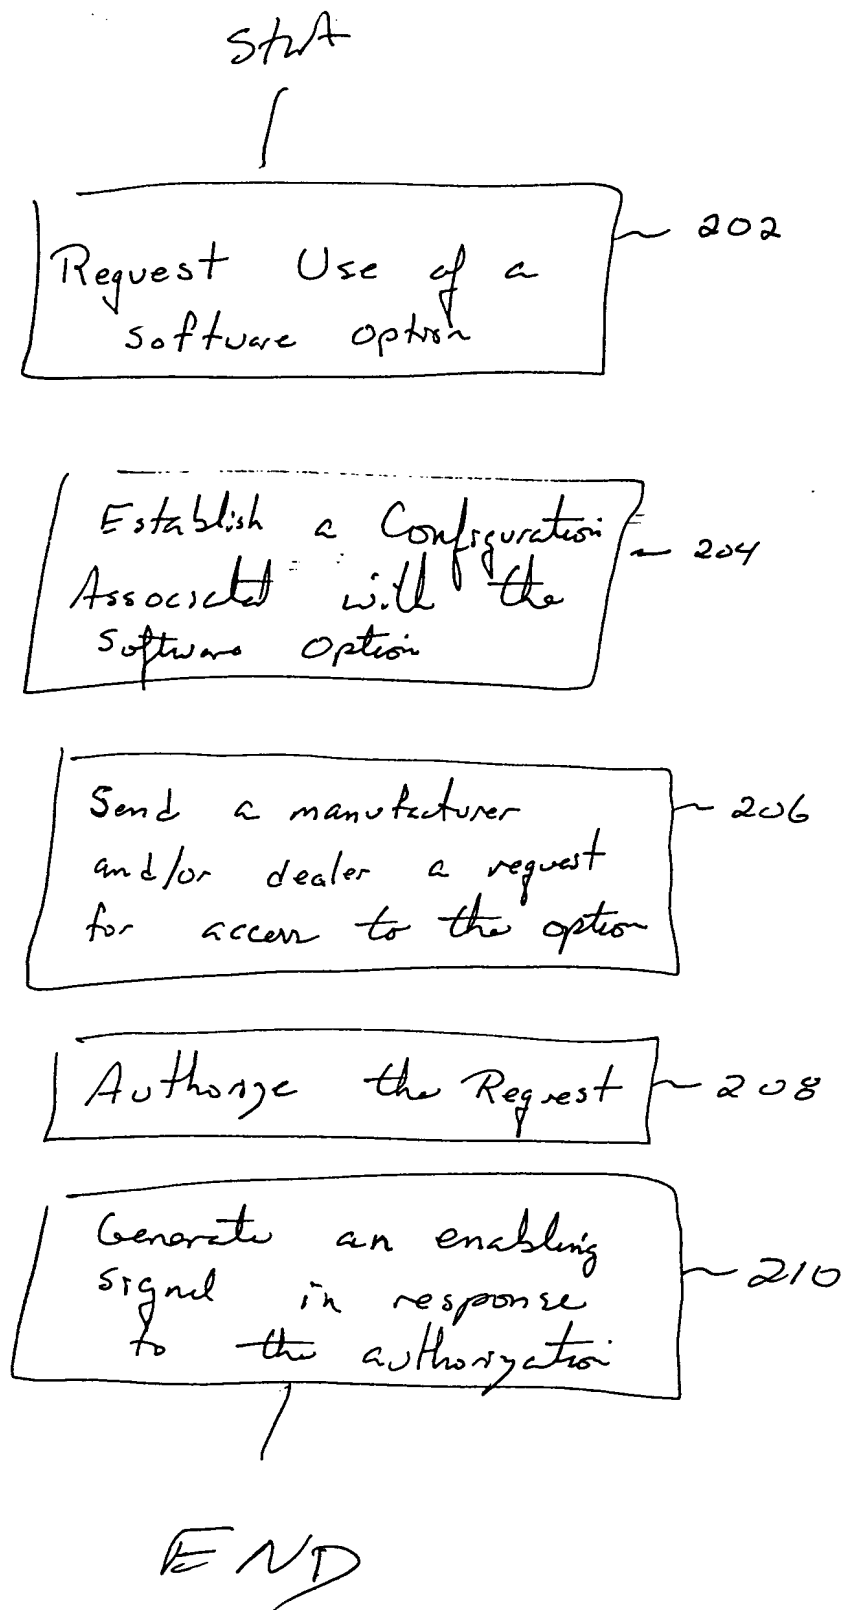 Start
Request Use of a
software option
202
Establish a Configuration
Associated with the
Software Option
204
Send a manufacturer
and/or dealer a request
for access to the option
206
Authorize the Request
208
Generate an enabling
signal in response
to the authorization
210
END